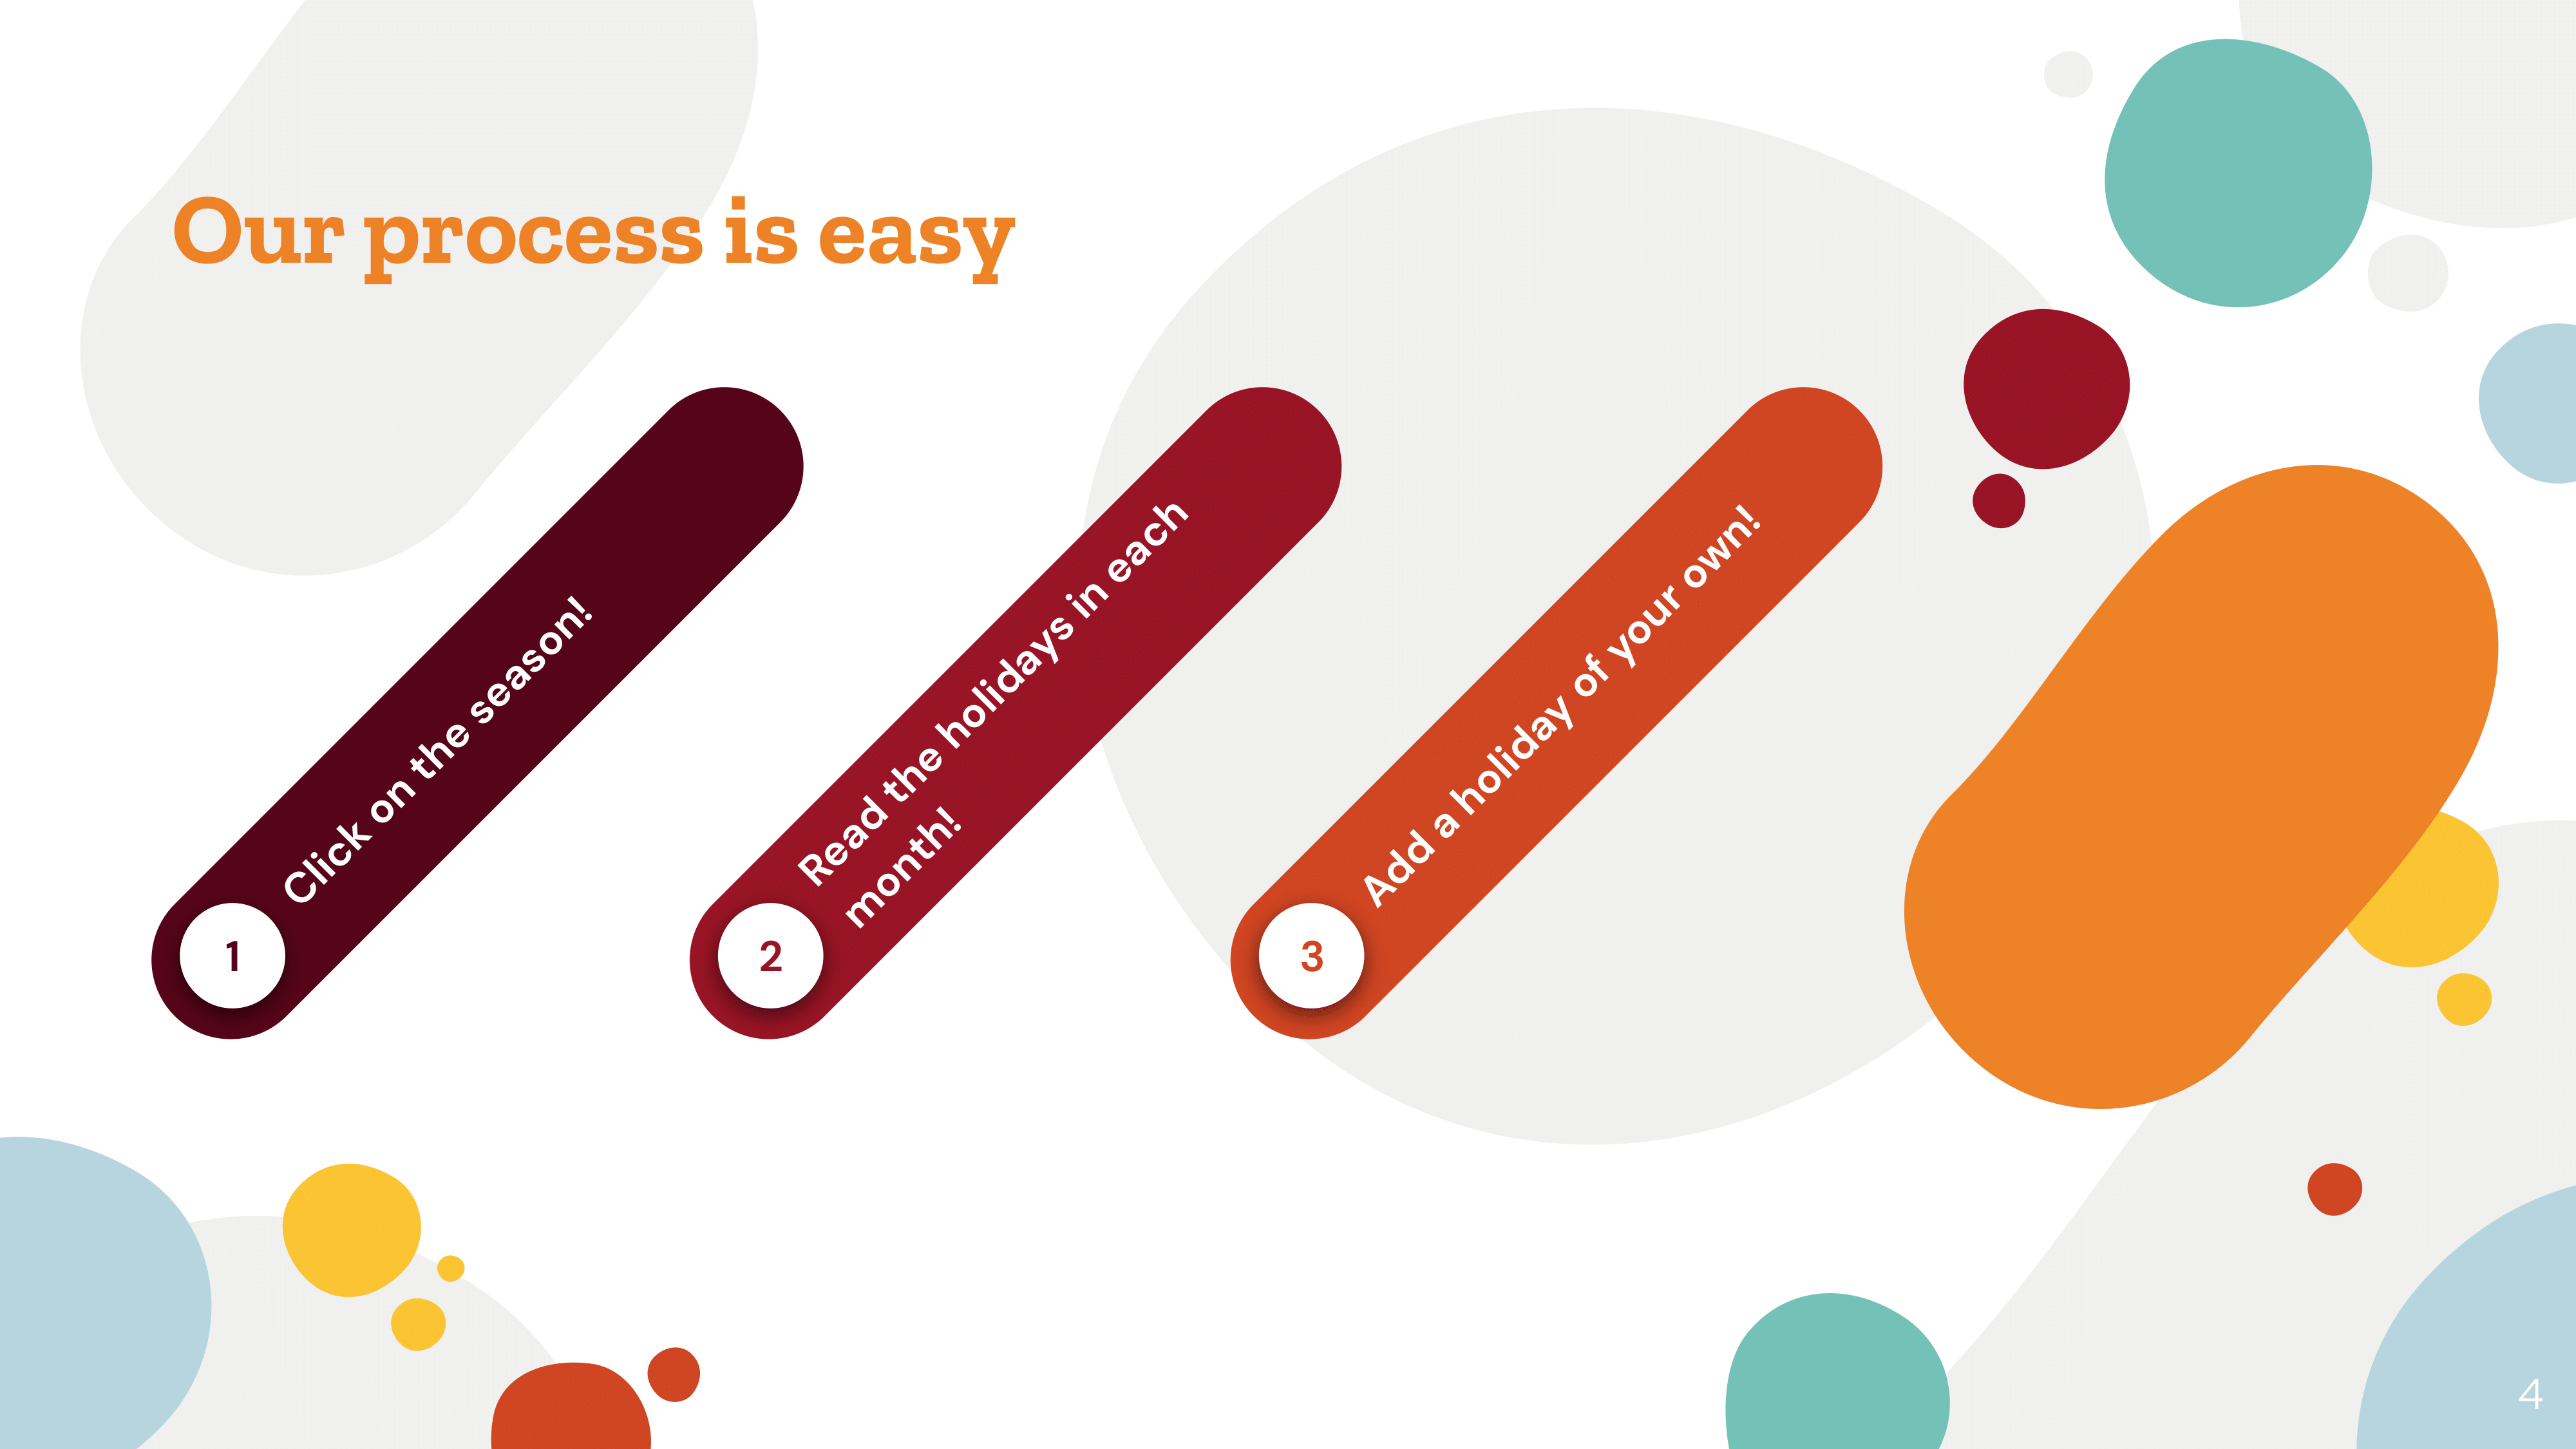 Our process is easy
1
Click on the season!
2
Read the holidays in each
month!
3
Add a holiday of your own!
4